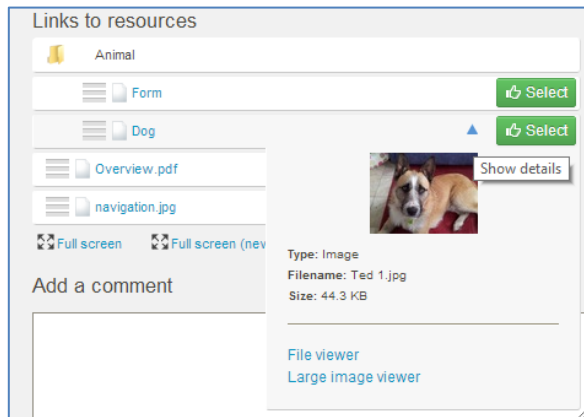 Links to resources
Animal
Form
Select
Dog
Select
Show details
Overview.pdf
navigation.jpg
Full screen
Full screen (new
Type: Image
Filename: Ted 1.jpg
Size: 44.3 KB
File viewer
Large image viewer
Add a comment